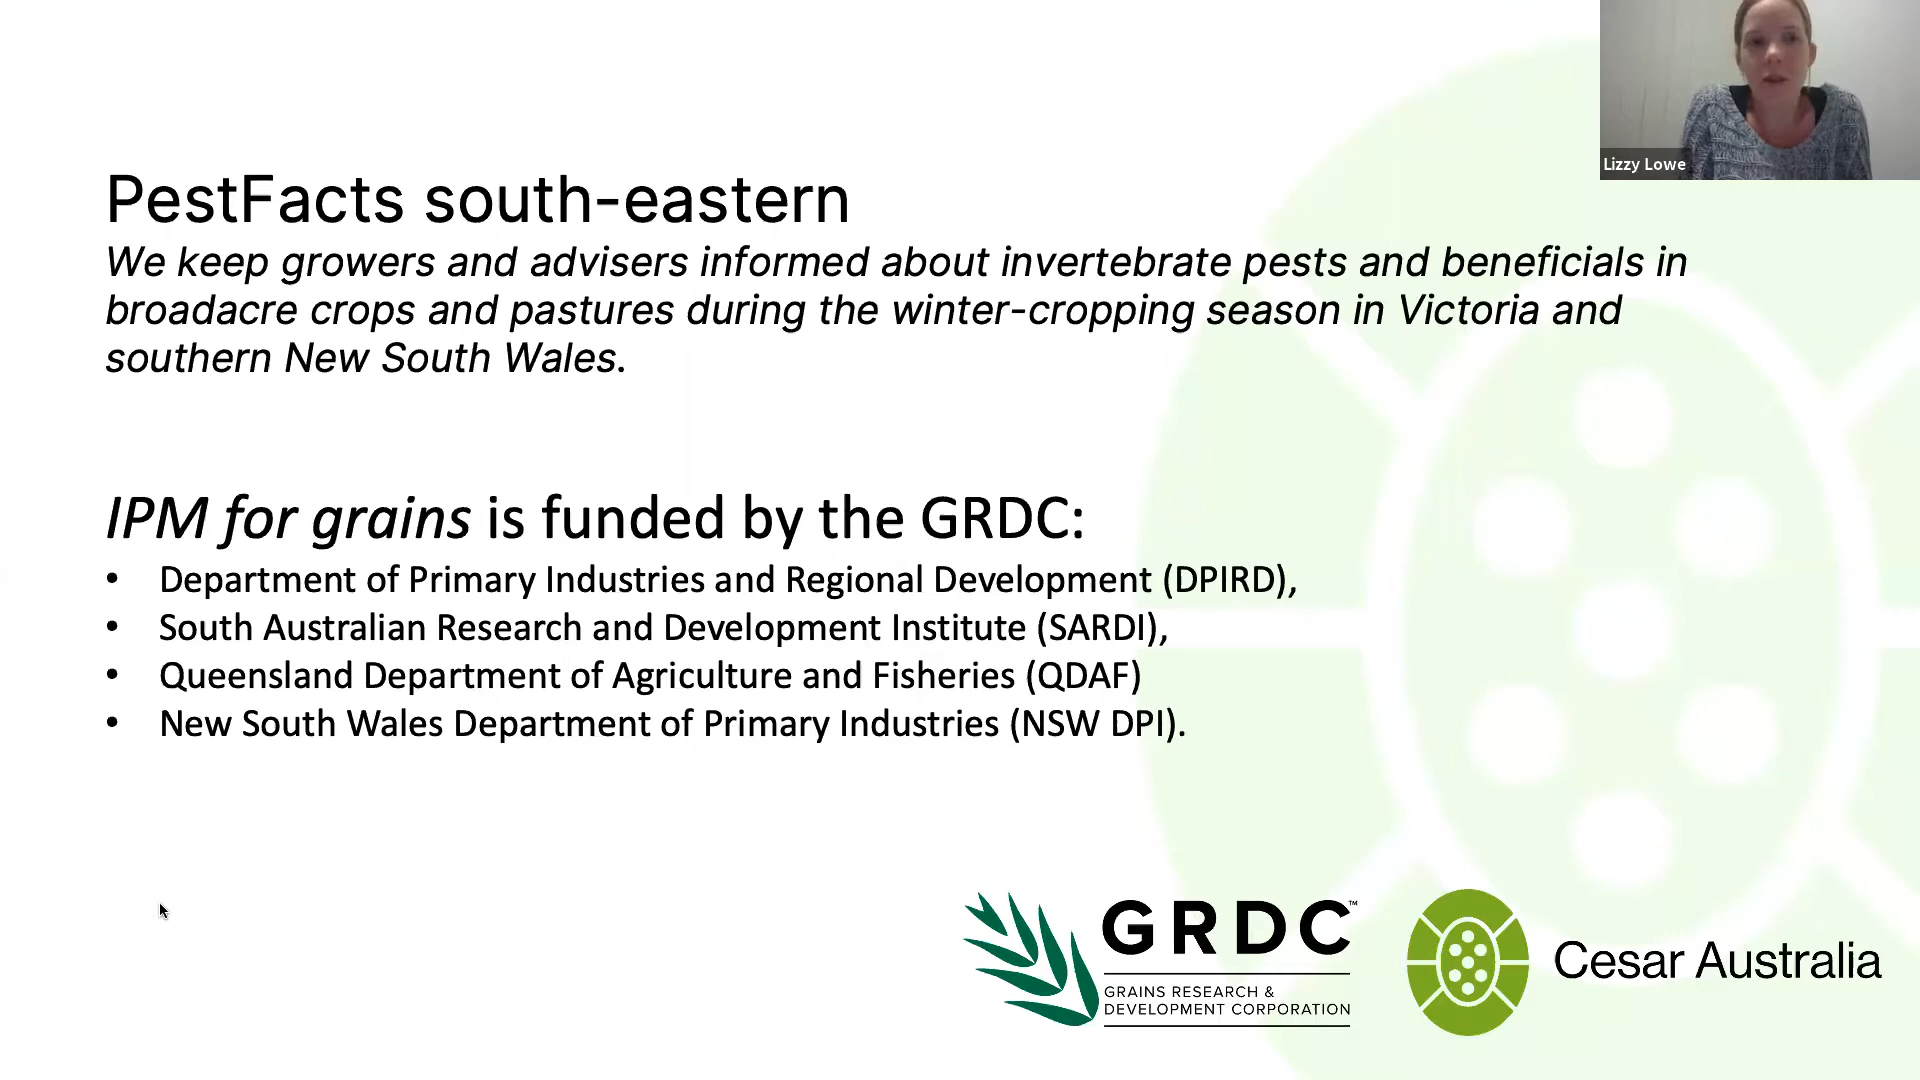 Lizzy Lowe
PestFacts south-eastern
We keep growers and advisers informed about invertebrate pests and beneficials in
broadacre crops and pastures during the winter-cropping season in Victoria and
southern New South Wales.
IPM for grains is funded by the GRDC:
• Department of Primary Industries and Regional Development (DPIRD),
• South Australian Research and Development Institute (SARDI),
• Queensland Department of Agriculture and Fisheries (QDAF)
• New South Wales Department of Primary Industries (NSW DPI).
GRDC™
GRAINS RESEARCH &
DEVELOPMENT CORPORATION
Cesar Australia